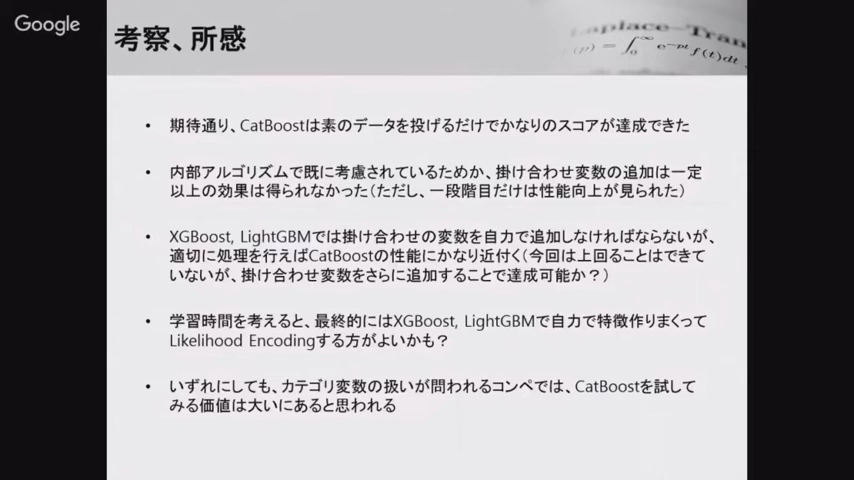 Google
考察、所感
Laplace-Tran
(p) = ∫₀^∞ e^-pt f(t)dt
• 期待通り、CatBoostは素のデータを投げるだけでかなりのスコアが達成できた
• 内部アルゴリズムで既に考慮されているためか、掛け合わせ変数の追加は一定
以上の効果は得られなかった(ただし、一段階目だけは性能向上が見られた)
• XGBoost, LightGBMでは掛け合わせの変数を自力で追加しなければならないが、
適切に処理を行えばCatBoostの性能にかなり近付く(今回は上回ることはできて
いないが、掛け合わせ変数をさらに追加することで達成可能か?)
• 学習時間を考えると、最終的にはXGBoost, LightGBMで自力で特徴作りまくって
Likelihood Encodingする方がよいかも?
• いずれにしても、カテゴリ変数の扱いが問われるコンペでは、CatBoostを試して
みる価値は大いにあると思われる